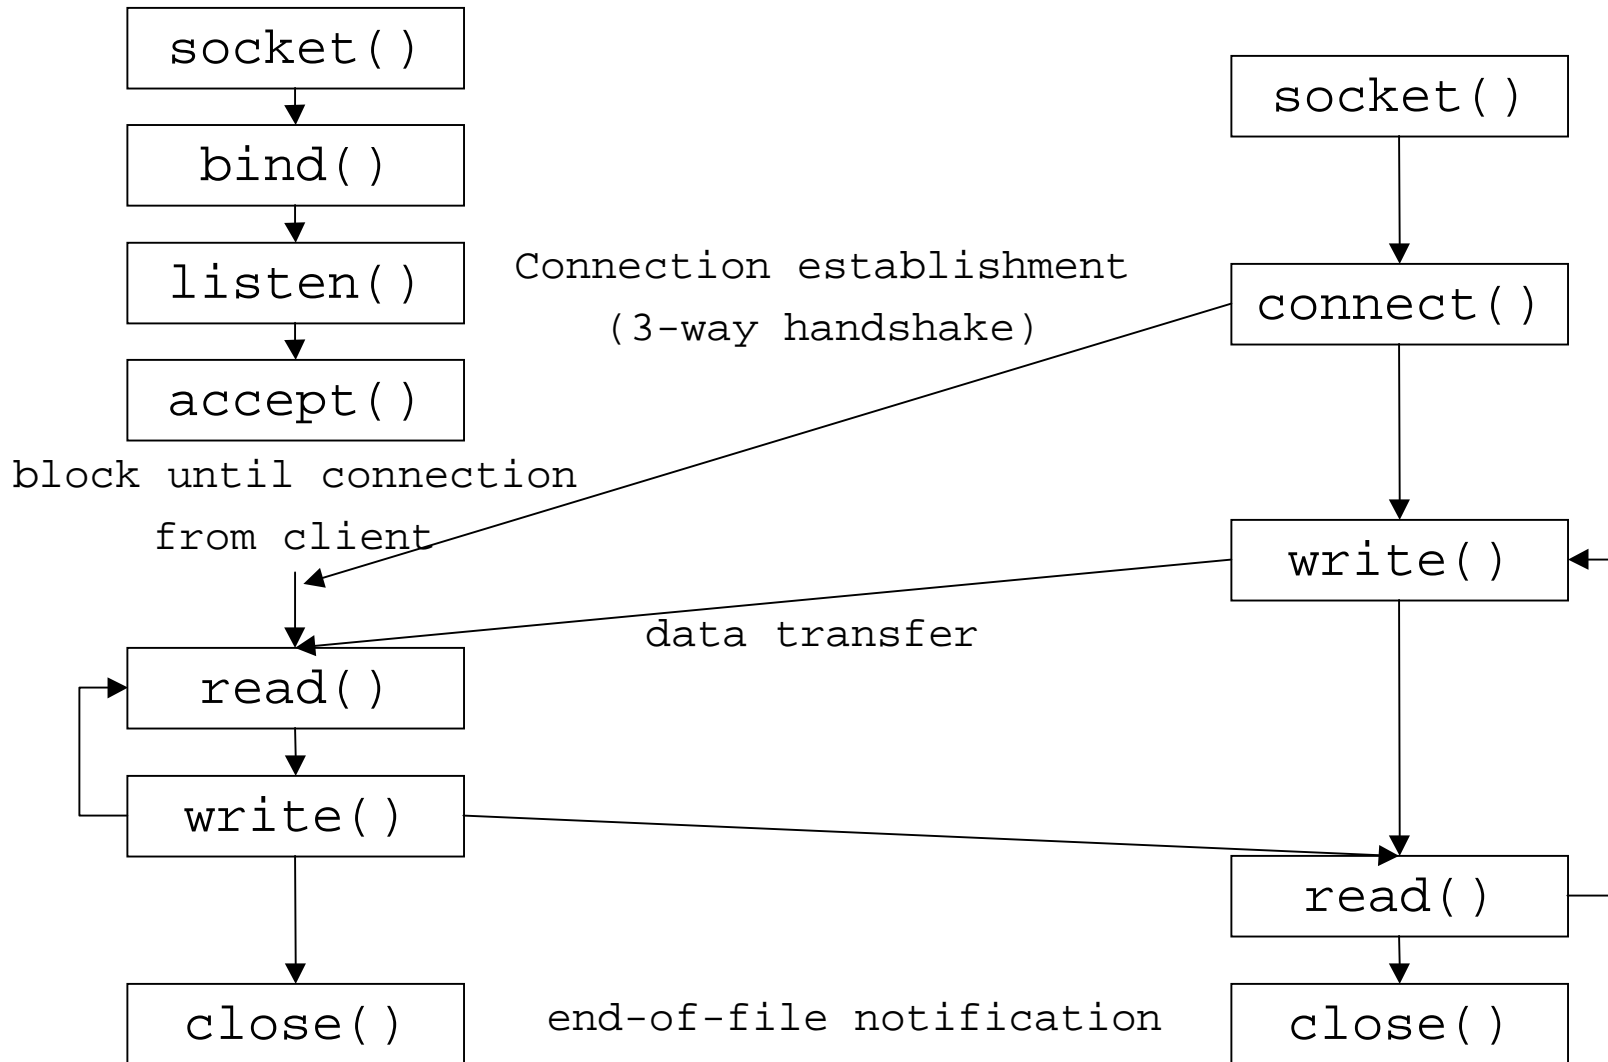 socket()
socket()
bind()
listen()
Connection establishment
(3-way handshake)
connect()
accept()
block until connection
from client
write()
data transfer
read()
write()
read()
close()
end-of-file notification
close()